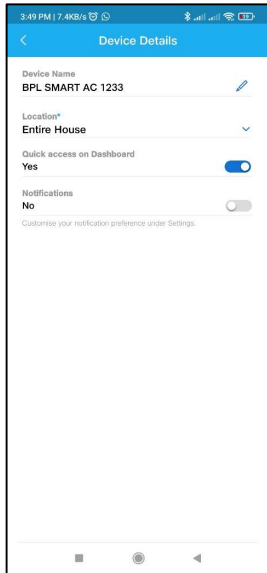 3:49 PM | 7.4KB/s
Device Details
Device Name
BPL SMART AC 1233
Location*
Entire House
Quick access on Dashboard
Yes
Notifications
No
Customise your notification preference under Settings.